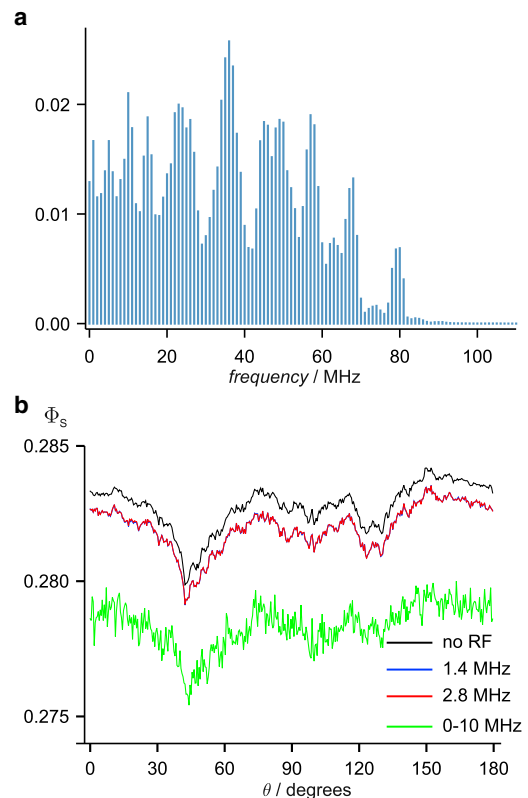 a
0.02
0.01
0.00
0 20 40 60 80 100
frequency / MHz
b
Φs
0.285
0.280
0.275
no RF
1.4 MHz
2.8 MHz
0-10 MHz
0 30 60 90 120 150 180
θ / degrees